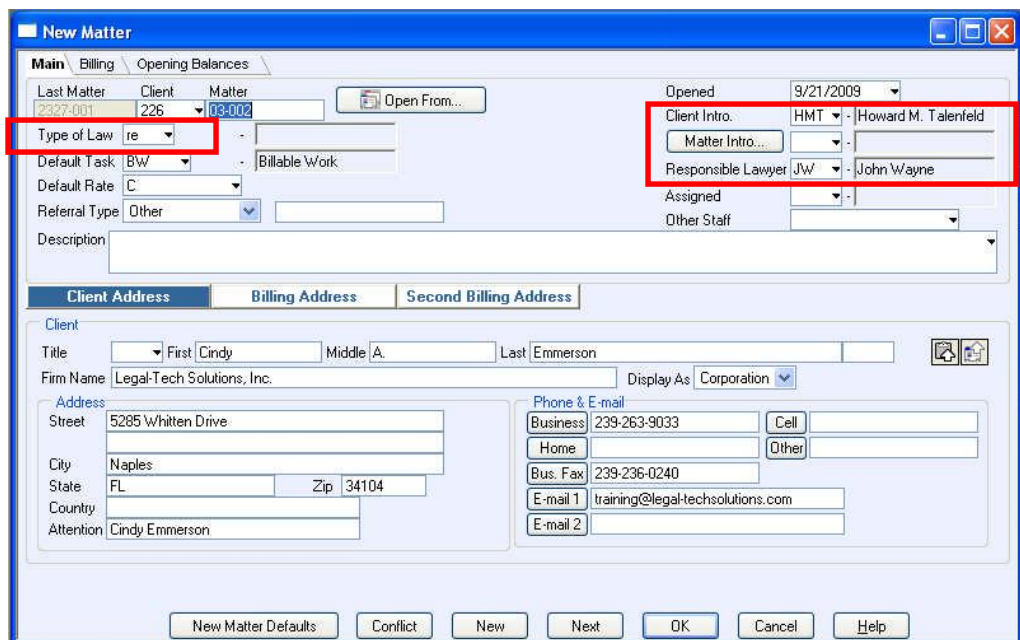 New Matter
Main Billing Opening Balances
Last Matter Client Matter Opened 9/21/2009
2327-001 226 03-002 Open From... Client Intro. HMT - Howard M. Talenfeld
Type of Law re - Matter Intro... -
Default Task BW - Billable Work Responsible Lawyer JW - John Wayne
Default Rate C Assigned -
Referral Type Other Other Staff
Description
Client Address Billing Address Second Billing Address
Client
Title First Cindy Middle A. Last Emmerson
Firm Name Legal-Tech Solutions, Inc. Display As Corporation
Address Phone & E-mail
Street 5285 Whitten Drive Business 239-263-9033 Cell
Home Other
City Naples Bus. Fax 239-236-0240
State FL Zip 34104 E-mail 1 training@legal-techsolutions.com
Country E-mail 2
Attention Cindy Emmerson
New Matter Defaults Conflict New Next OK Cancel Help